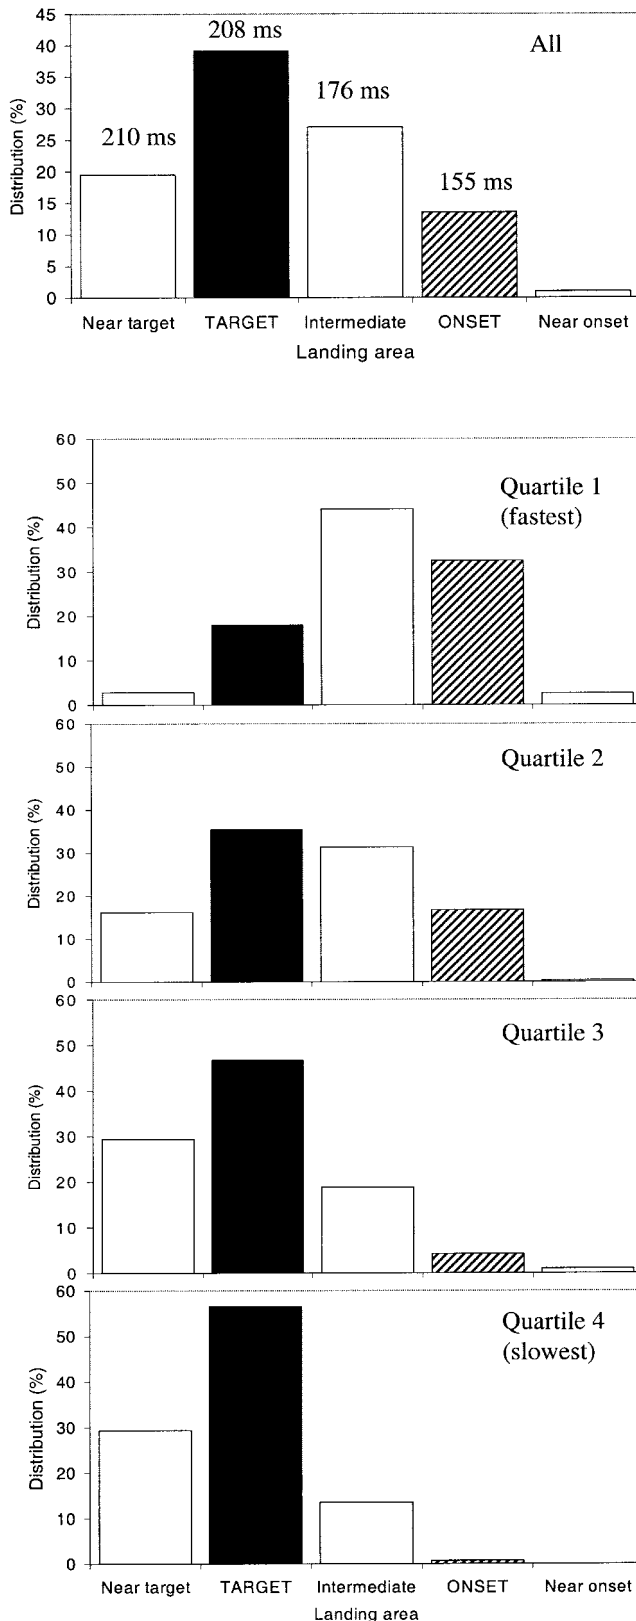 45
40
35
30
25
20
15
10
5
0
Distribution (%)
208 ms
All
176 ms
210 ms
155 ms
Near target TARGET Intermediate ONSET Near onset
Landing area
60
50
40
30
20
10
0
Distribution (%)
Quartile 1
(fastest)
60
50
40
30
20
10
0
Distribution (%)
Quartile 2
60
50
40
30
20
10
0
Distribution (%)
Quartile 3
60
50
40
30
20
10
0
Distribution (%)
Quartile 4
(slowest)
Near target TARGET Intermediate ONSET Near onset
Landing area